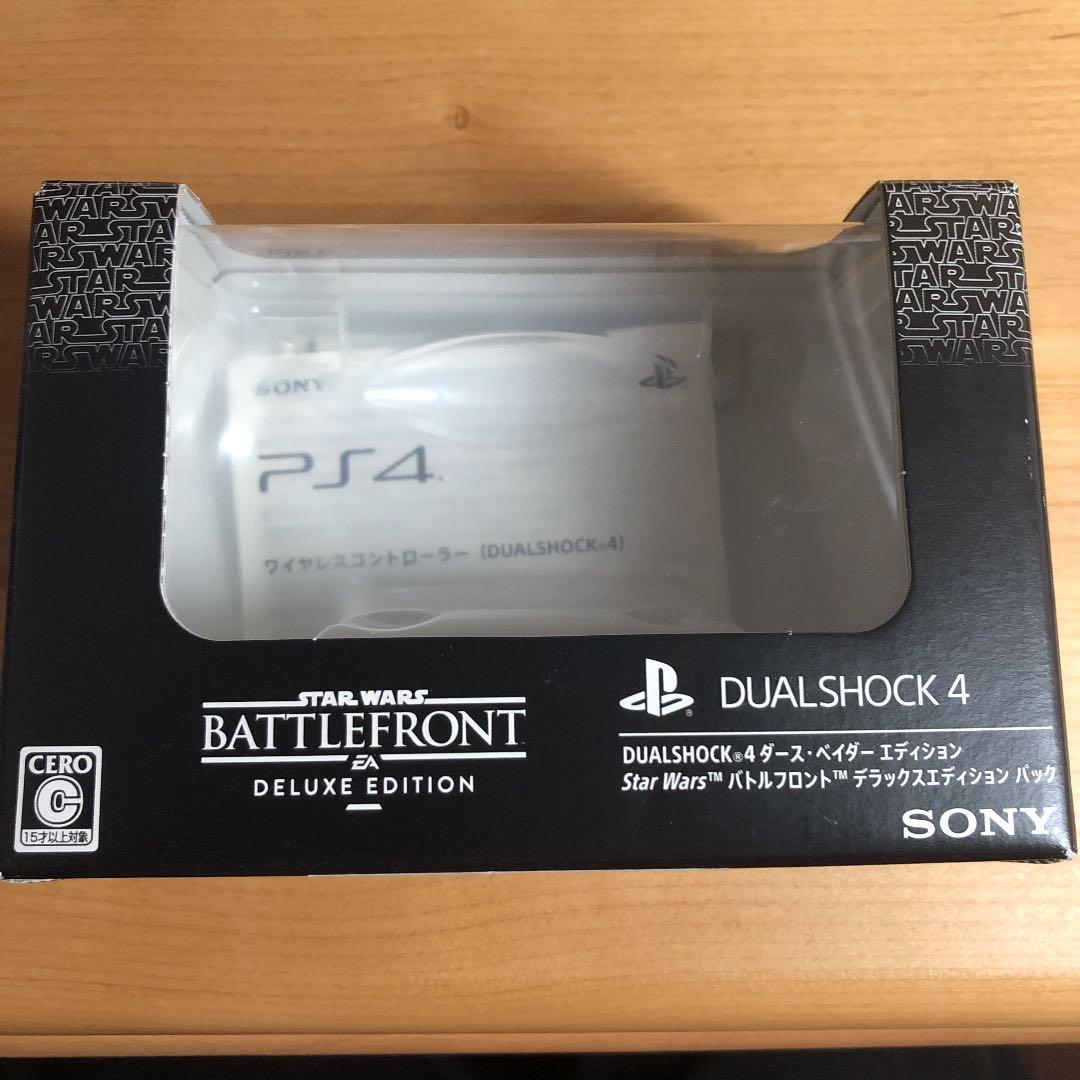 STAR WARS
STAR WARS
SONY
PS4
ワイヤレスコントローラー (DUALSHOCK®4)
STAR WARS
BATTLEFRONT
EA
DELUXE EDITION
DUALSHOCK 4
DUALSHOCK®4 ダース・ベイダー エディション
Star Wars™ バトルフロント™ デラックスエディション パック
SONY
CERO
C
15才以上対象